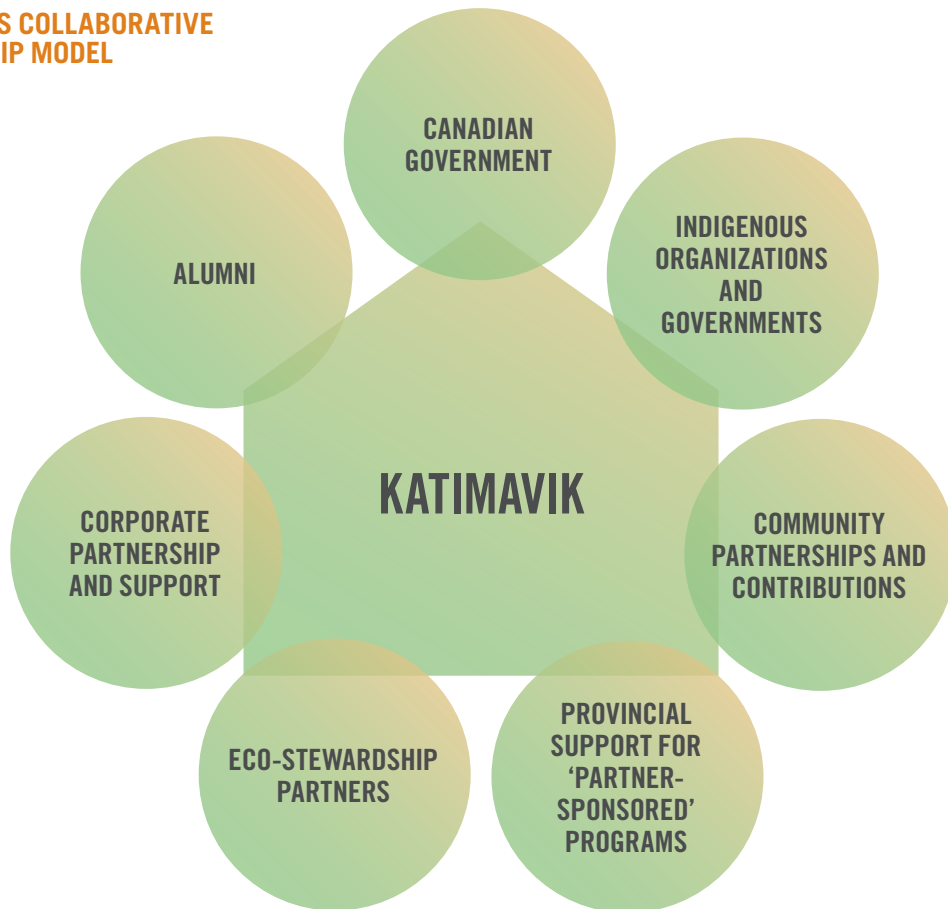 S COLLABORATIVE
IP MODEL
CANADIAN
GOVERNMENT
INDIGENOUS
ORGANIZATIONS
AND
GOVERNMENTS
ALUMNI
KATIMAVIK
CORPORATE
PARTNERSHIP
AND SUPPORT
COMMUNITY
PARTNERSHIPS AND
CONTRIBUTIONS
ECO-STEWARDSHIP
PARTNERS
PROVINCIAL
SUPPORT FOR
‘PARTNER-
SPONSORED’
PROGRAMS